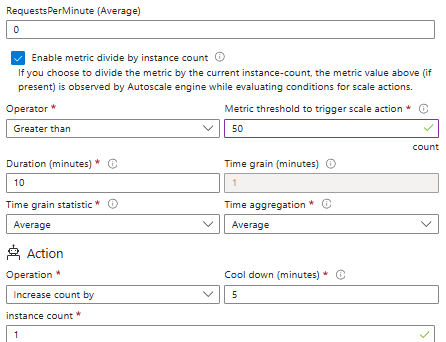 RequestsPerMinute (Average)
0
Enable metric divide by instance count
If you choose to divide the metric by the current instance-count, the metric value above (if
present) is observed by Autoscale engine while evaluating conditions for scale actions.
Operator * Metric threshold to trigger scale action *
Greater than 50
count
Duration (minutes) * Time grain (minutes)
10 1
Time grain statistic * Time aggregation *
Average Average
Action
Operation * Cool down (minutes) *
Increase count by 5
instance count *
1